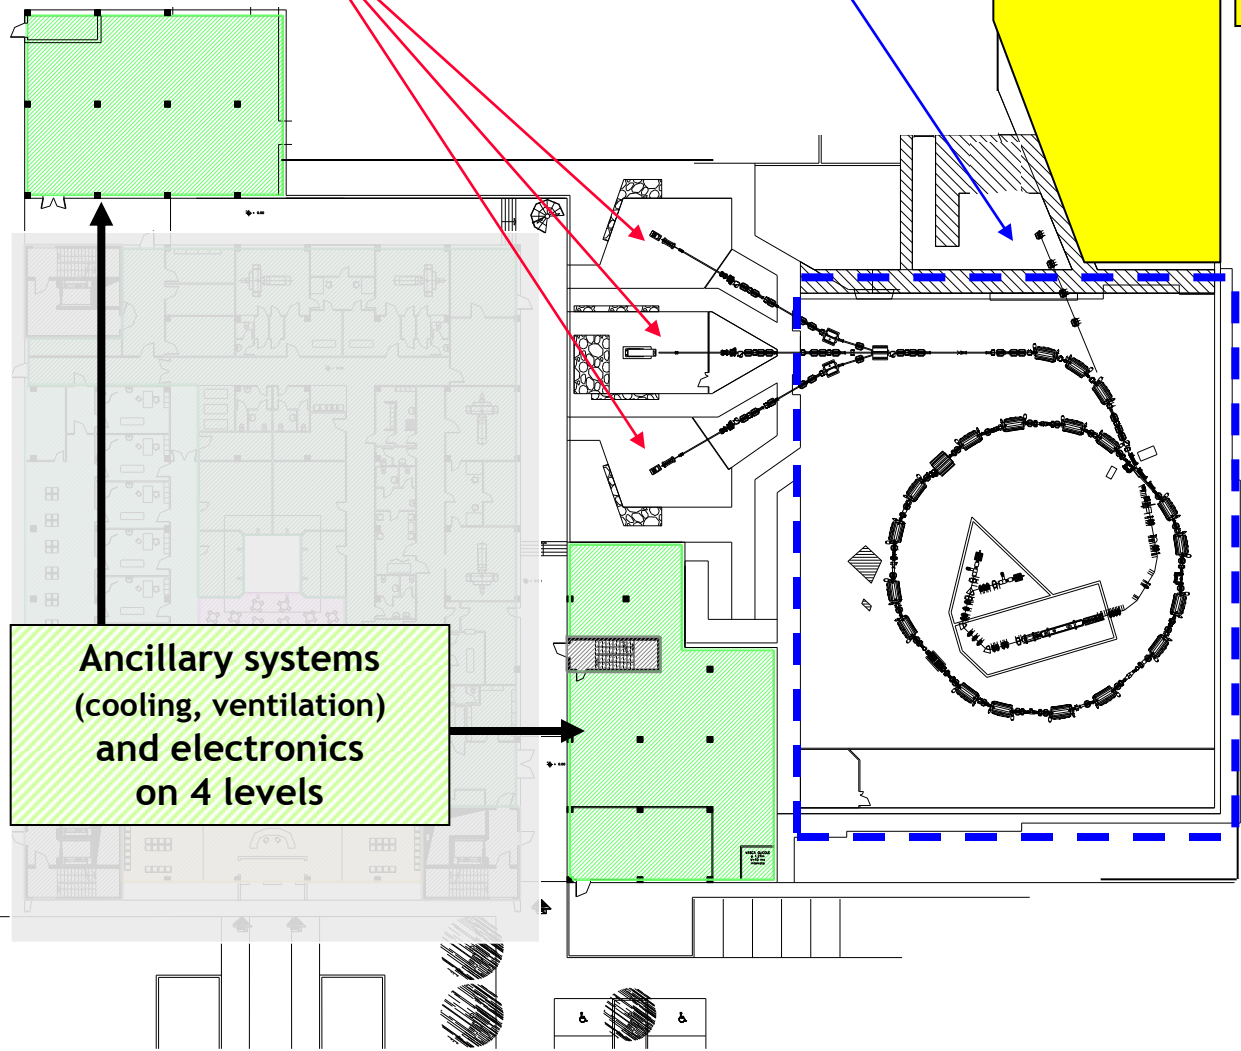 Ancillary systems
(cooling, ventilation)
and electronics
on 4 levels